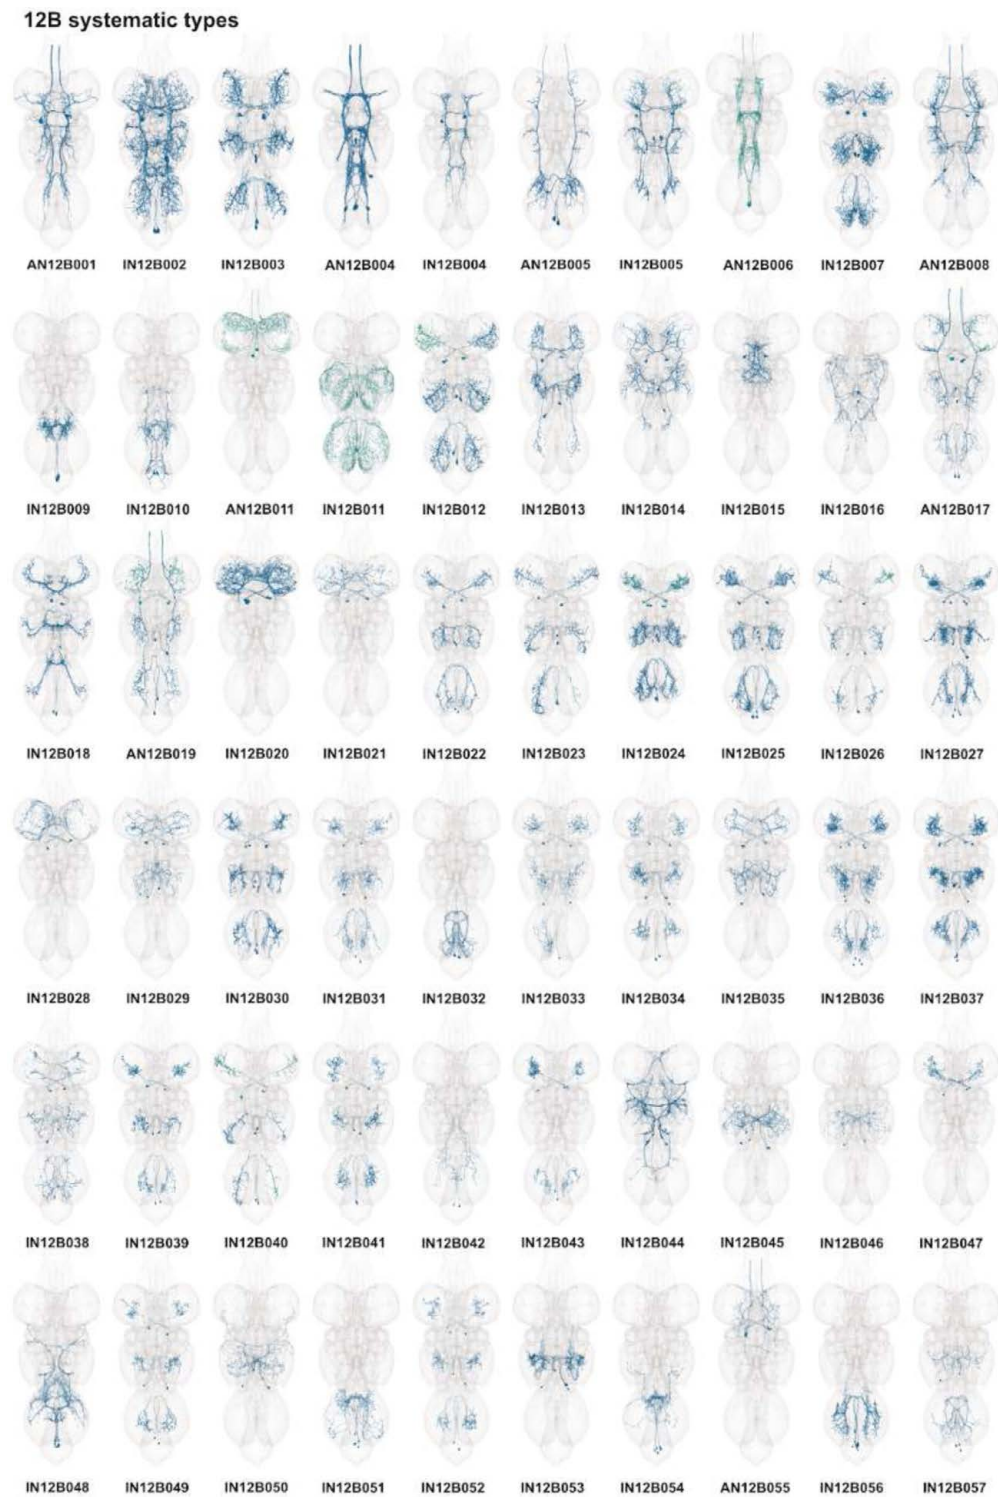 12B systematic types
AN12B001 IN12B002 IN12B003 AN12B004 IN12B004 AN12B005 IN12B005 AN12B006 IN12B007 AN12B008
IN12B009 IN12B010 AN12B011 IN12B011 IN12B012 IN12B013 IN12B014 IN12B015 IN12B016 AN12B017
IN12B018 AN12B019 IN12B020 IN12B021 IN12B022 IN12B023 IN12B024 IN12B025 IN12B026 IN12B027
IN12B028 IN12B029 IN12B030 IN12B031 IN12B032 IN12B033 IN12B034 IN12B035 IN12B036 IN12B037
IN12B038 IN12B039 IN12B040 IN12B041 IN12B042 IN12B043 IN12B044 IN12B045 IN12B046 IN12B047
IN12B048 IN12B049 IN12B050 IN12B051 IN12B052 IN12B053 IN12B054 AN12B055 IN12B056 IN12B057